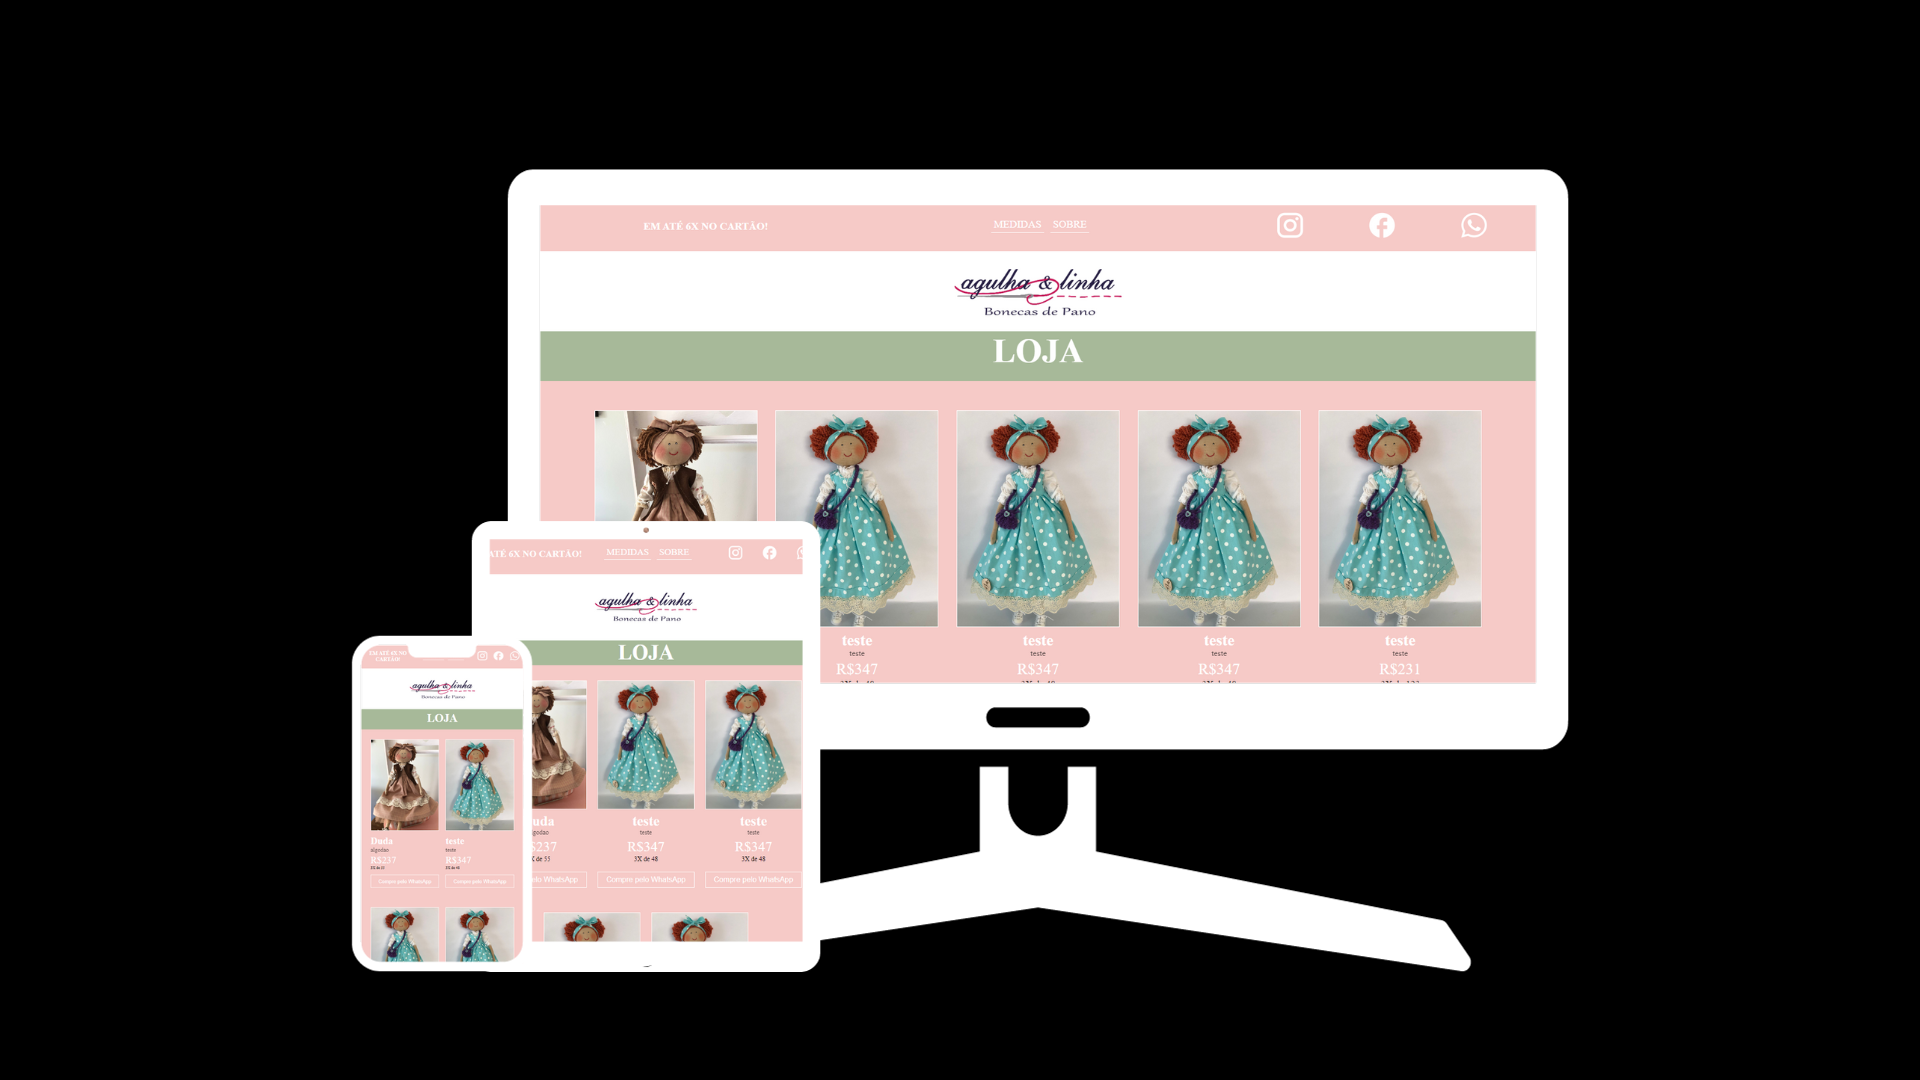 EM ATÉ 6X NO CARTÃO!
MEDIDAS SOBRE
agulha & linha
Bonecas de Pano
LOJA
teste
teste
R$347
teste
teste
R$347
teste
teste
R$347
teste
teste
R$231
ATÉ 6X NO CARTÃO!
MEDIDAS SOBRE
agulha & linha
Bonecas de Pano
LOJA
uda
godao
$237
X de 55
elo WhatsApp
teste
teste
R$347
3X de 48
Compre pelo WhatsApp
teste
teste
R$347
3X de 48
Compre pelo WhatsApp
EM ATÉ 6X NO
CARTÃO!
agulha & linha
Bonecas de Pano
LOJA
Duda
algodao
R$237
Compre pelo WhatsApp
teste
teste
R$347
Compre pelo WhatsApp